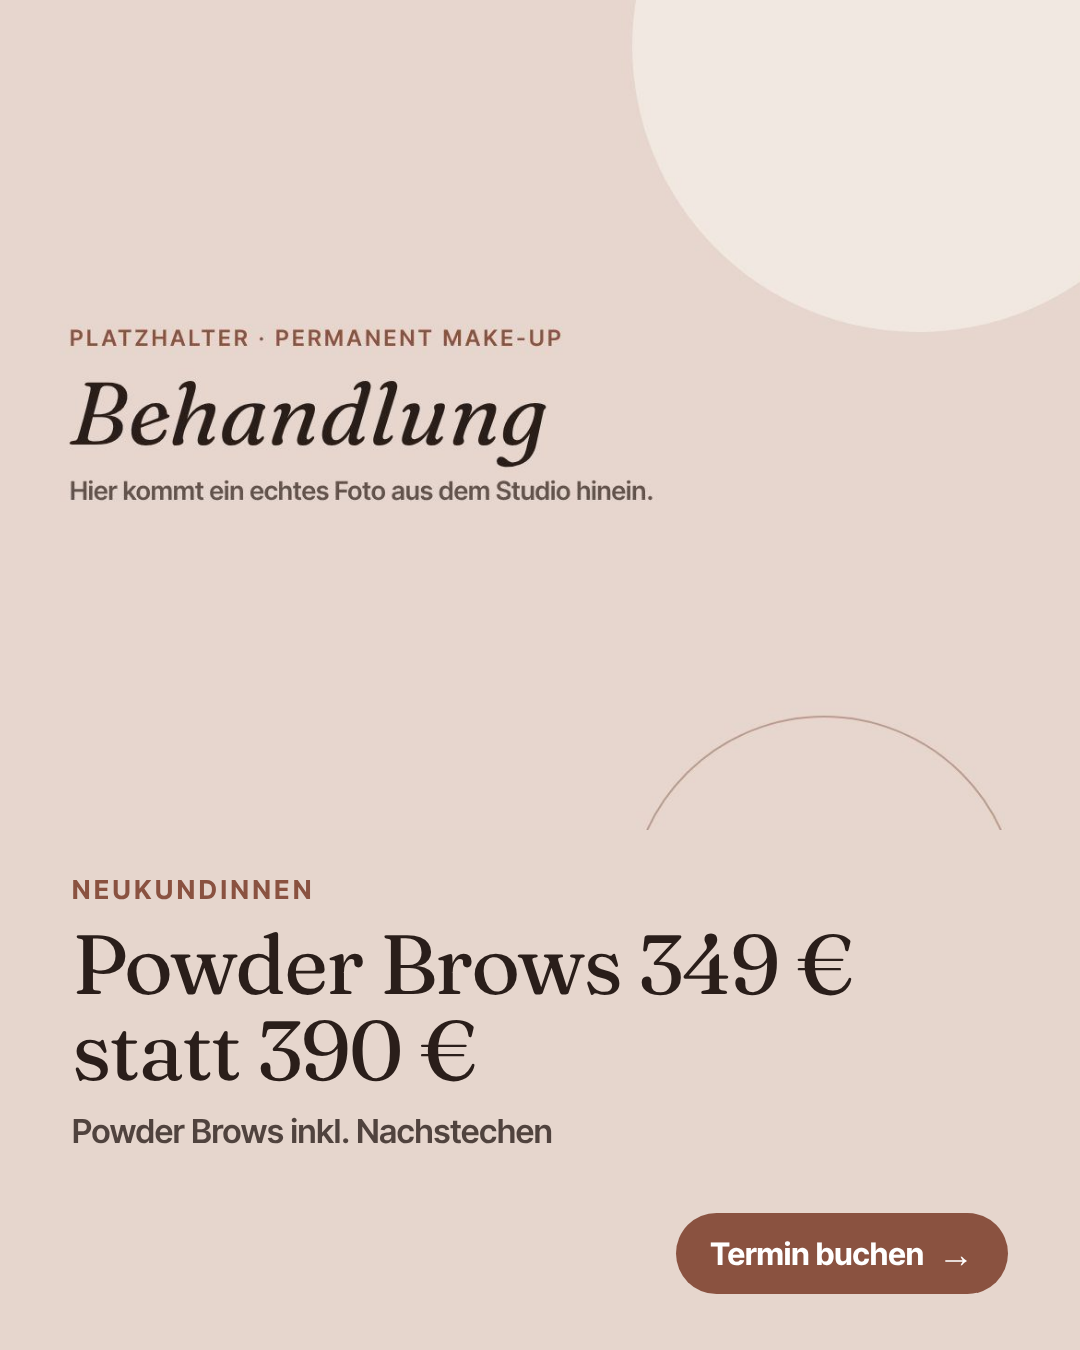 PLATZHALTER · PERMANENT MAKE-UP
Behandlung
Hier kommt ein echtes Foto aus dem Studio hinein.
NEUKUNDINNEN
Powder Brows 349 €
statt 390 €
Powder Brows inkl. Nachstechen
Termin buchen →